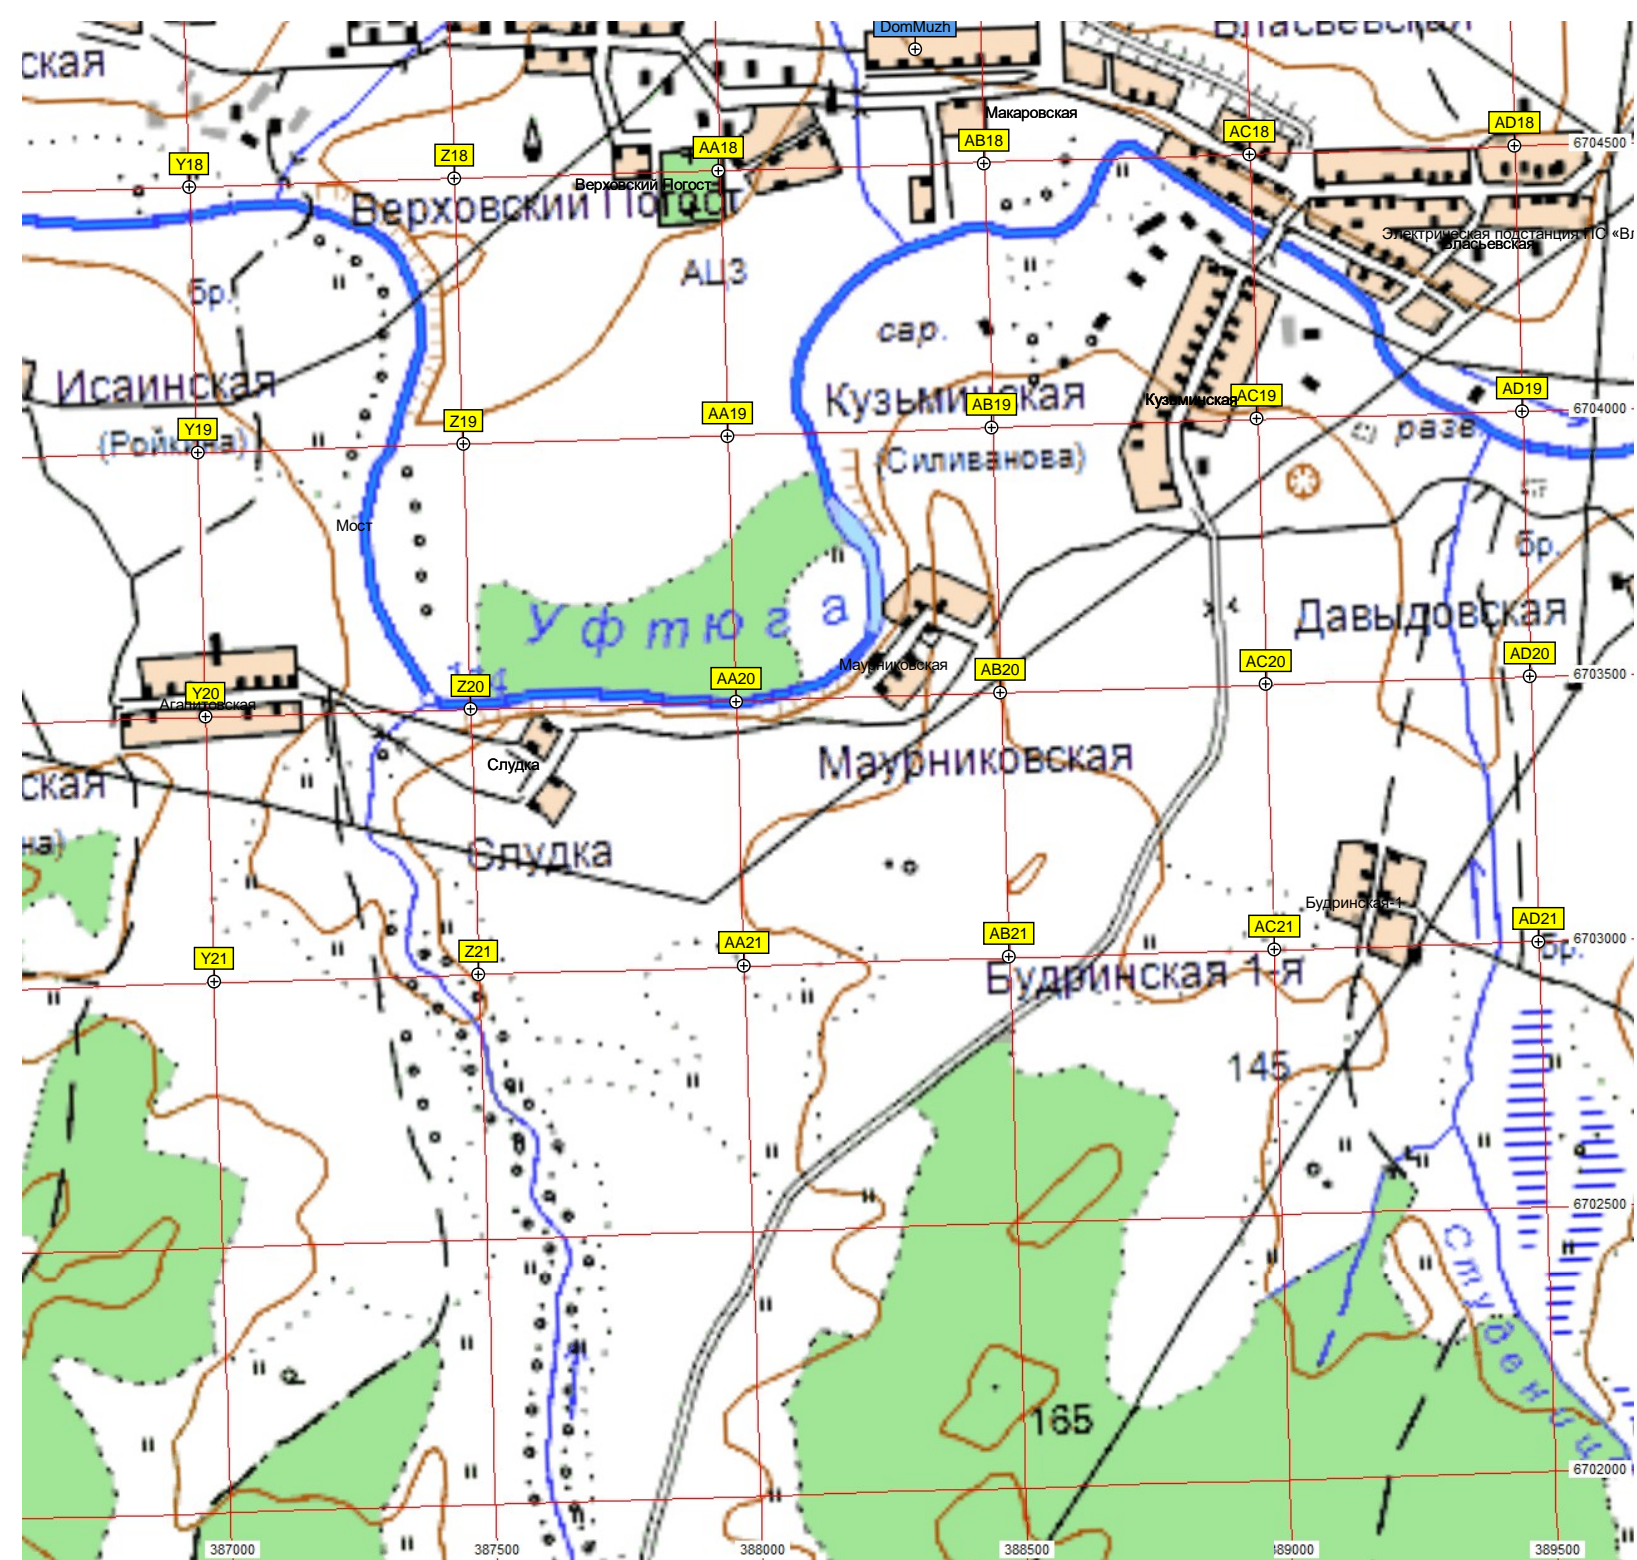 DomMuzh
Власьевская
ская
Макаровская
Y18
Z18
AA18
AB18
AC18
AD18
6704500
Верховский Погост
Верховский Погост
Электрическая подстанция ПС «Вл
Власьевская
АЦЗ
бр.
сар.
Исаинская
(Ройкина)
Кузьминская
(Силиванова)
Кузьминская
Y19
Z19
AA19
AB19
AC19
AD19
6704000
разв.
Мост
бр.
Уфтюга
Давыдовская
Маурниковская
Y20
Z20
AA20
AB20
AC20
AD20
6703500
Агапитовская
Слудка
Маурниковская
ская
на)
Слудка
Будринская-1
Y21
Z21
AA21
AB21
AC21
AD21
6703000
бр.
Будринская 1-я
145
6702500
Студениц
165
6702000
387000
387500
388000
388500
389000
389500